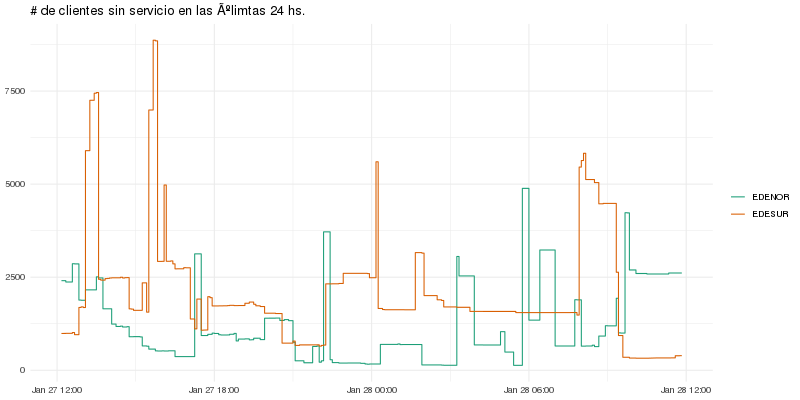 # de clientes sin servicio en las Ãºlimtas 24 hs.
7500
5000
2500
0
Jan 27 12:00
Jan 27 18:00
Jan 28 00:00
Jan 28 06:00
Jan 28 12:00
EDENOR
EDESUR